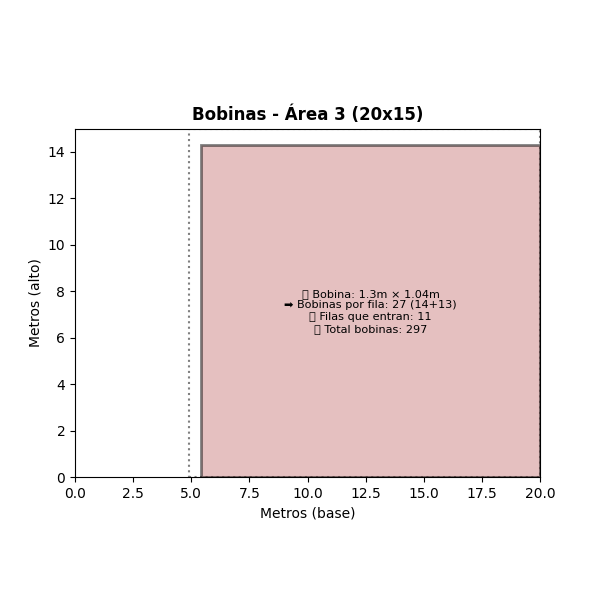 Bobinas - Área 3 (20x15)
Metros (alto)
14
12
10
8
6
4
2
0
Bobina: 1.3m × 1.04m
➡ Bobinas por fila: 27 (14+13)
Filas que entran: 11
Total bobinas: 297
0.0 2.5 5.0 7.5 10.0 12.5 15.0 17.5 20.0
Metros (base)